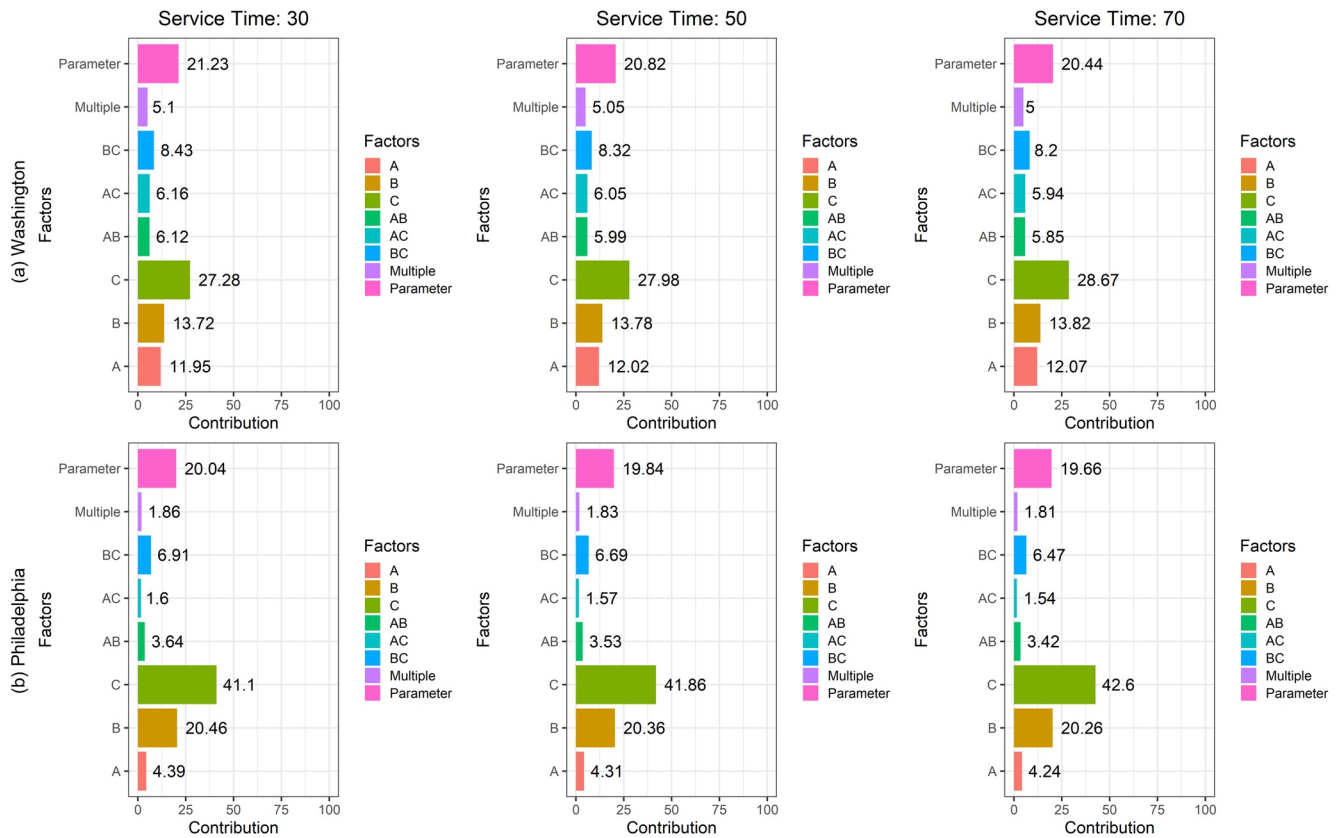 Service Time: 30
Service Time: 50
Service Time: 70
(a) Washington
Factors
Parameter 21.23
Multiple 5.1
BC 8.43
AC 6.16
AB 6.12
C 27.28
B 13.72
A 11.95
0 25 50 75 100
Contribution
Factors
A
B
C
AB
AC
BC
Multiple
Parameter
Factors
Parameter 20.82
Multiple 5.05
BC 8.32
AC 6.05
AB 5.99
C 27.98
B 13.78
A 12.02
0 25 50 75 100
Contribution
Factors
A
B
C
AB
AC
BC
Multiple
Parameter
Factors
Parameter 20.44
Multiple 5
BC 8.2
AC 5.94
AB 5.85
C 28.67
B 13.82
A 12.07
0 25 50 75 100
Contribution
Factors
A
B
C
AB
AC
BC
Multiple
Parameter
(b) Philadelphia
Factors
Parameter 20.04
Multiple 1.86
BC 6.91
AC 1.6
AB 3.64
C 41.1
B 20.46
A 4.39
0 25 50 75 100
Contribution
Factors
A
B
C
AB
AC
BC
Multiple
Parameter
Factors
Parameter 19.84
Multiple 1.83
BC 6.69
AC 1.57
AB 3.53
C 41.86
B 20.36
A 4.31
0 25 50 75 100
Contribution
Factors
A
B
C
AB
AC
BC
Multiple
Parameter
Factors
Parameter 19.66
Multiple 1.81
BC 6.47
AC 1.54
AB 3.42
C 42.6
B 20.26
A 4.24
0 25 50 75 100
Contribution
Factors
A
B
C
AB
AC
BC
Multiple
Parameter